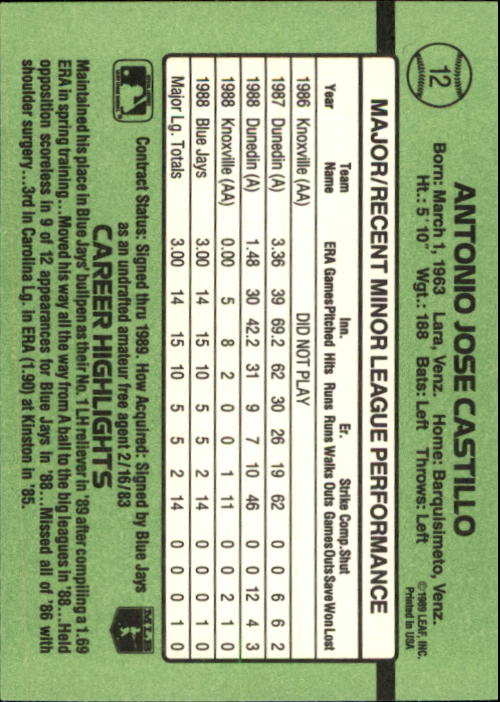 12
ANTONIO JOSE CASTILLO
©1989 LEAF, INC.
Printed in USA
Born: March 1, 1963 Lara, Venz. Home: Barquisimeto, Venz.
Ht.: 5'10" Wgt.: 188 Bats: Left Throws: Left
MAJOR/RECENT MINOR LEAGUE PERFORMANCE
Team Inn. Er. Strike Comp. Shut
Year Name ERA Games Pitched Hits Runs Runs Walks Outs Games Outs Save Won Lost
1986 Knoxville (AA) DID NOT PLAY
1987 Dunedin (A) 3.36 39 69.2 62 30 26 19 62 0 0 6 6 2
1988 Dunedin (A) 1.48 30 42.2 31 9 7 10 46 0 0 12 4 3
1988 Knoxville (AA) 0.00 5 8 2 0 0 1 11 0 0 2 1 0
1988 Blue Jays 3.00 14 15 10 5 5 2 14 0 0 0 1 0
Major Lg. Totals 3.00 14 15 10 5 5 2 14 0 0 0 1 0
Contract Status: Signed thru 1989. How Acquired: Signed by Blue Jays
as an undrafted amateur free agent 2/16/83
MLB
CAREER HIGHLIGHTS
Maintained his place in Blue Jays' bullpen as their No. 1 LH reliever in '89 after compiling a 1.69
ERA in spring training...Moved his way all the way from A ball to the big leagues in '88...Held
opposition scoreless in 9 of 12 appearances for Blue Jays in '88...Missed all of '86 with
shoulder surgery...3rd in Carolina Lg. in ERA (1.90) at Kinston in '85.